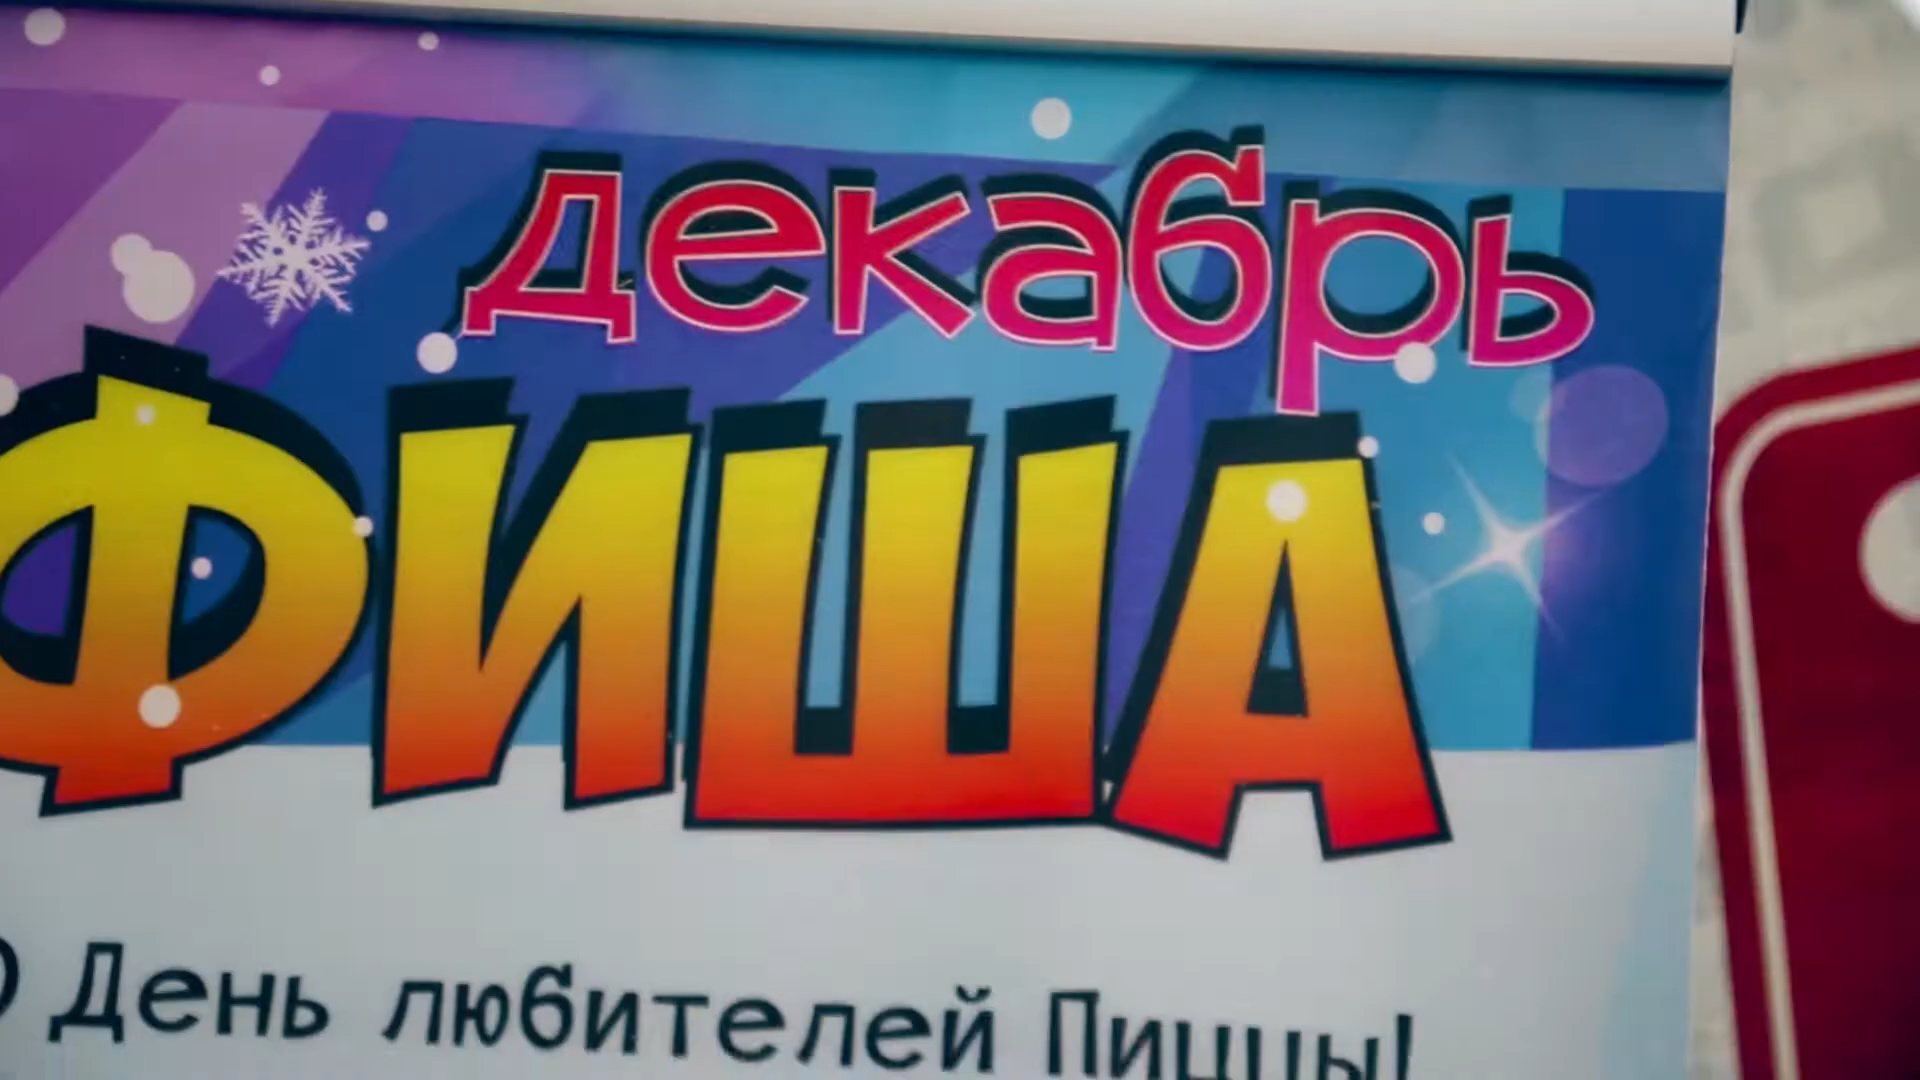 декабрь
ФИША
День любителей Пиццы!